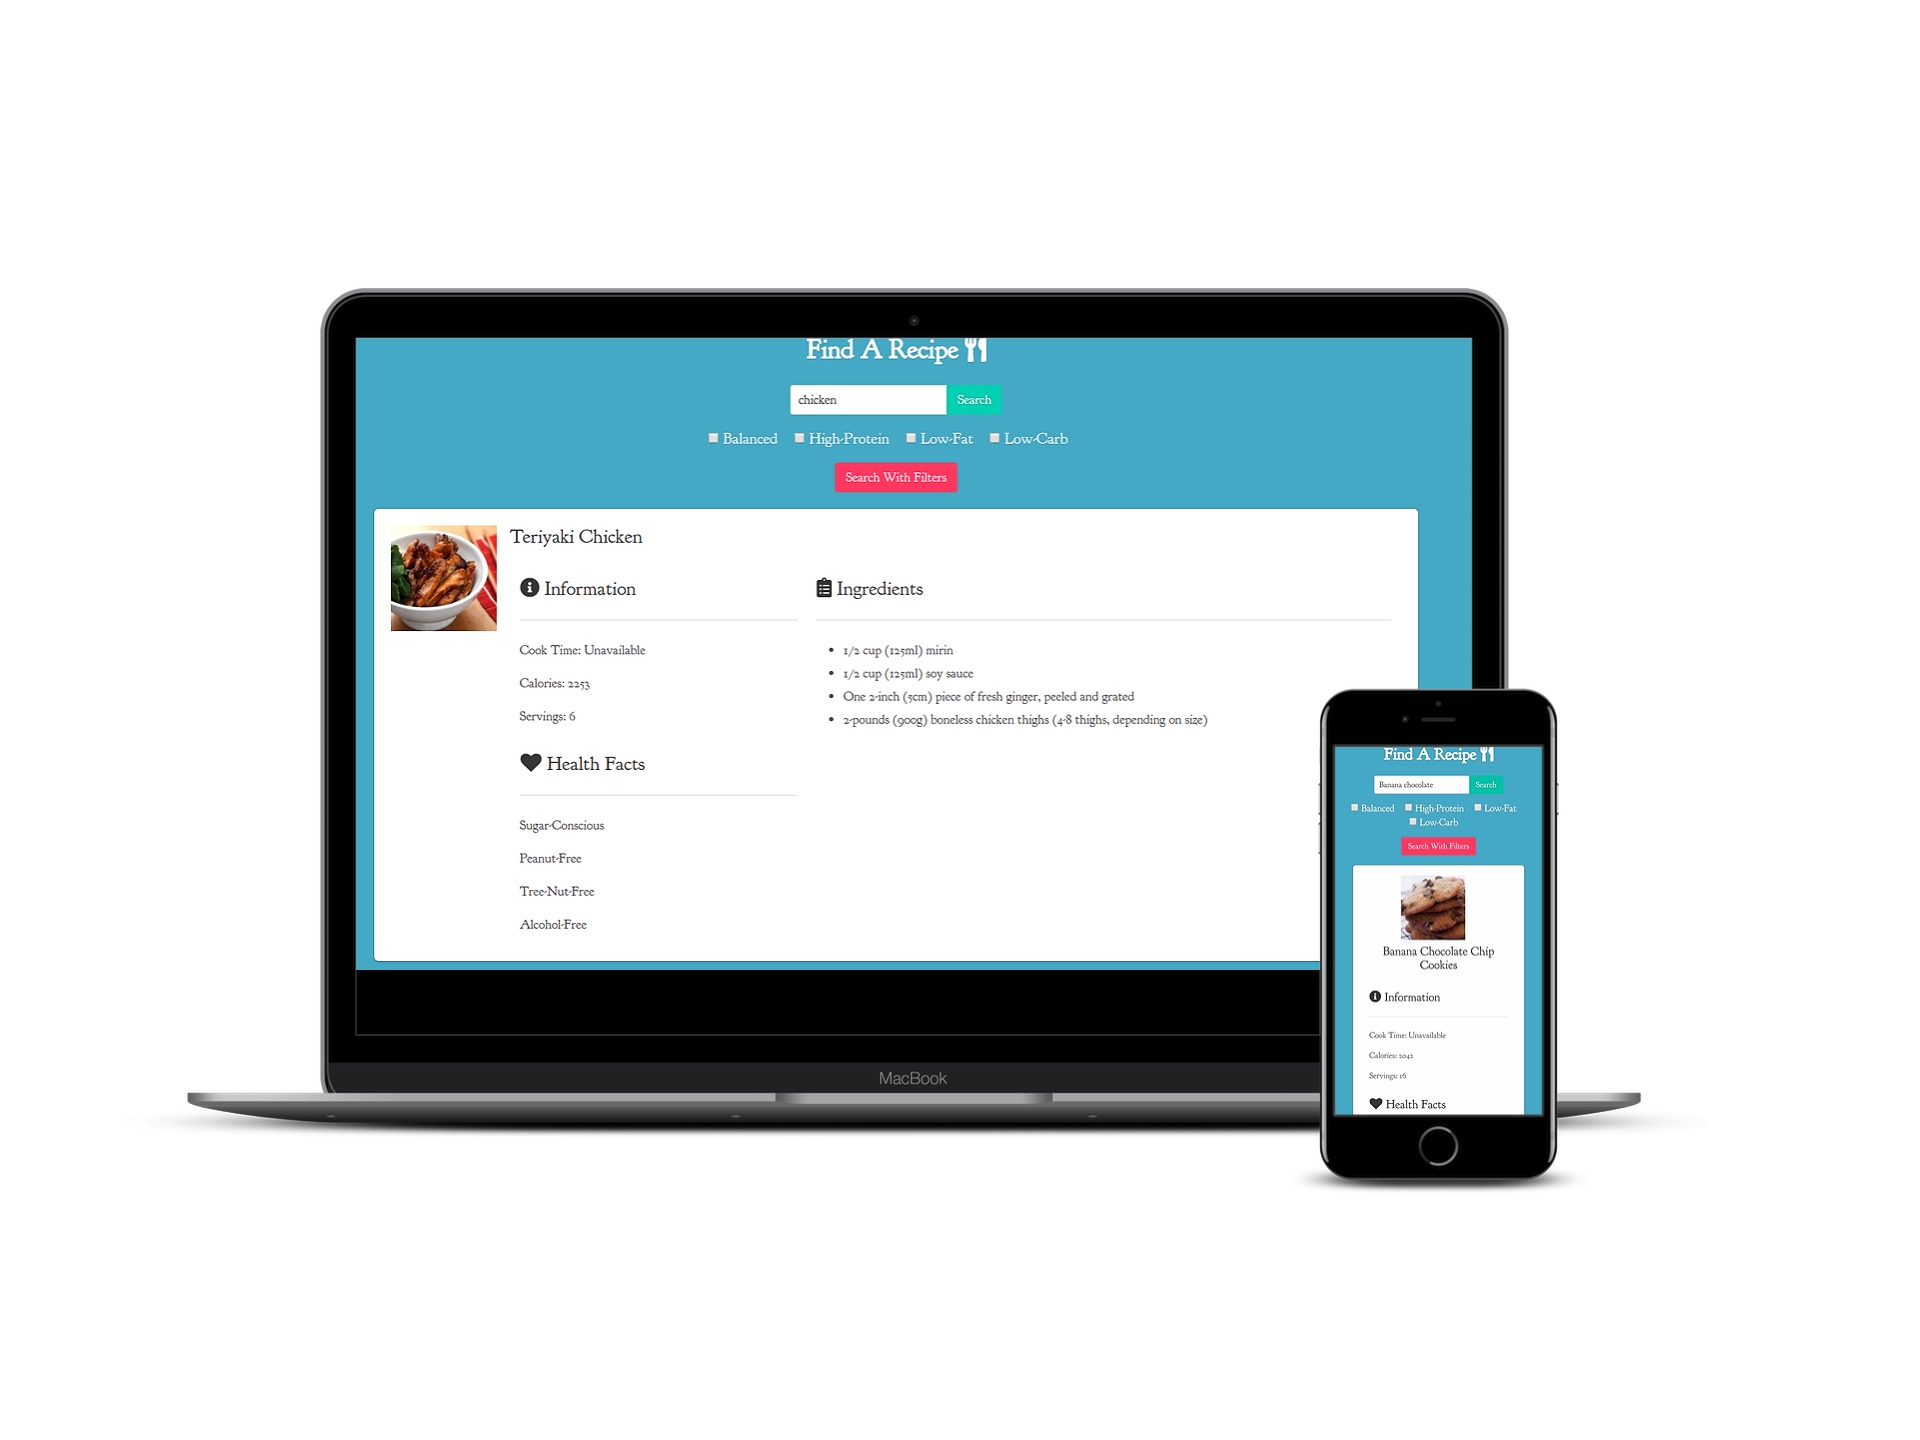 Find A Recipe
chicken
Search
Balanced High-Protein Low-Fat Low-Carb
Search With Filters
Teriyaki Chicken
Information
Cook Time: Unavailable
Calories: 2253
Servings: 6
Health Facts
Sugar-Conscious
Peanut-Free
Tree-Nut-Free
Alcohol-Free
Ingredients
1/2 cup (125ml) mirin
1/2 cup (125ml) soy sauce
One 2-inch (5cm) piece of fresh ginger, peeled and grated
2-pounds (900g) boneless chicken thighs (4-8 thighs, depending on size)
MacBook
Find A Recipe
Banana chocolate
Search
Balanced High-Protein Low-Fat
Low-Carb
Search With Filters
Banana Chocolate Chip
Cookies
Information
Cook Time: Unavailable
Calories: 2042
Servings: 16
Health Facts